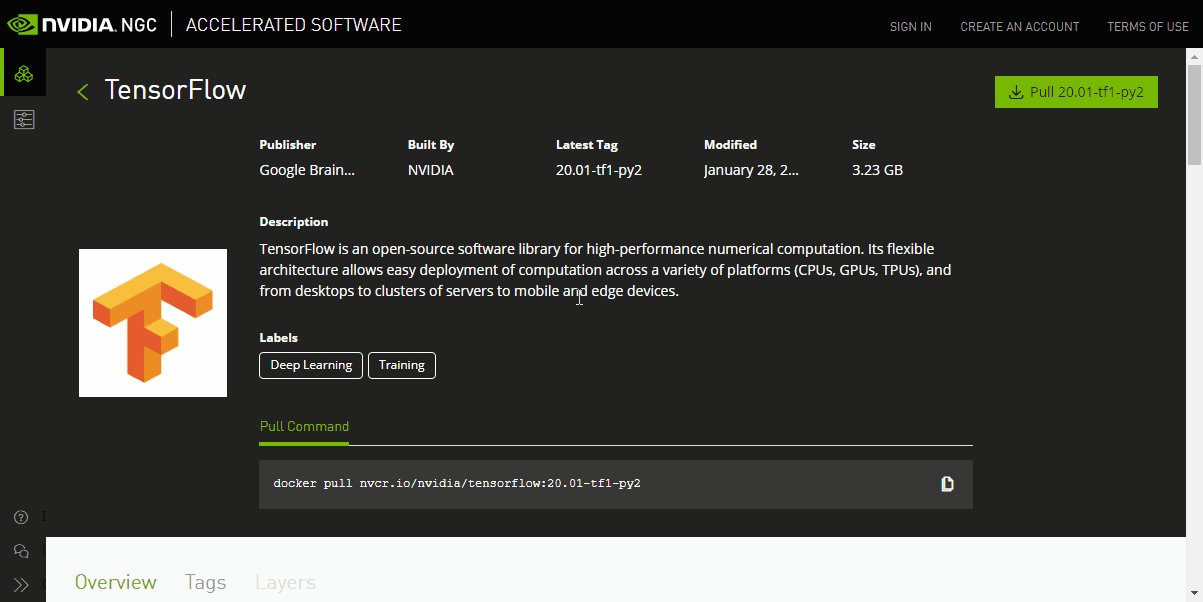 NVIDIA. NGC ACCELERATED SOFTWARE SIGN IN CREATE AN ACCOUNT TERMS OF USE
TensorFlow Pull 20.01-tf1-py2
Publisher Built By Latest Tag Modified Size
Google Brain... NVIDIA 20.01-tf1-py2 January 28, 2... 3.23 GB
Description
TensorFlow is an open-source software library for high-performance numerical computation. Its flexible
architecture allows easy deployment of computation across a variety of platforms (CPUs, GPUs, TPUs), and
from desktops to clusters of servers to mobile and edge devices.
Labels
Deep Learning Training
Pull Command
docker pull nvcr.io/nvidia/tensorflow:20.01-tf1-py2
Overview Tags Layers